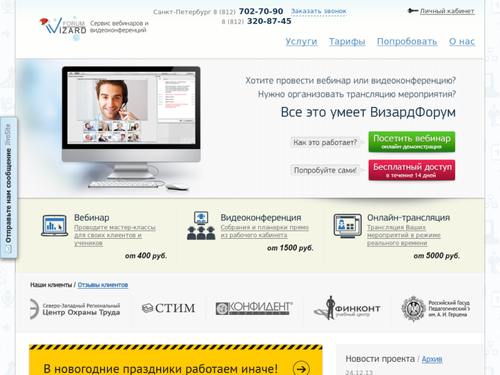 FORUM
WIZARD
Сервис вебинаров и
видеоконференций
Санкт-Петербург 8 (812) 702-70-90 Заказать звонок
8 (812) 320-87-45
Личный кабинет
Услуги Тарифы Попробовать О нас
Хотите провести вебинар или видеоконференцию?
Нужно организовать трансляцию мероприятия?
Все это умеет ВизардФорум
Как это работает? Посетить вебинар
онлайн-демонстрация
Попробуйте сами! Бесплатный доступ
в течение 14 дней
Отправьте нам сообщение JivoSite
Вебинар
Проводите мастер-классы
для своих клиентов и
учеников
от 400 руб.
Видеоконференция
Собрания и планерки прямо
из рабочего кабинета
от 1500 руб.
Онлайн-трансляция
Трансляция Ваших
мероприятий в режиме
реального времени
от 5000 руб.
Наши клиенты / Отзывы клиентов
Северо-Западный Региональный
Центр Охраны Труда
СТИМ
КОНФИДЕНТ
ФИНКОНТ
учебный центр
Российский Госуд
Педагогический
им. А. И. Герцена
В новогодние праздники работаем иначе!
Новости проекта / Архив
24.12.13